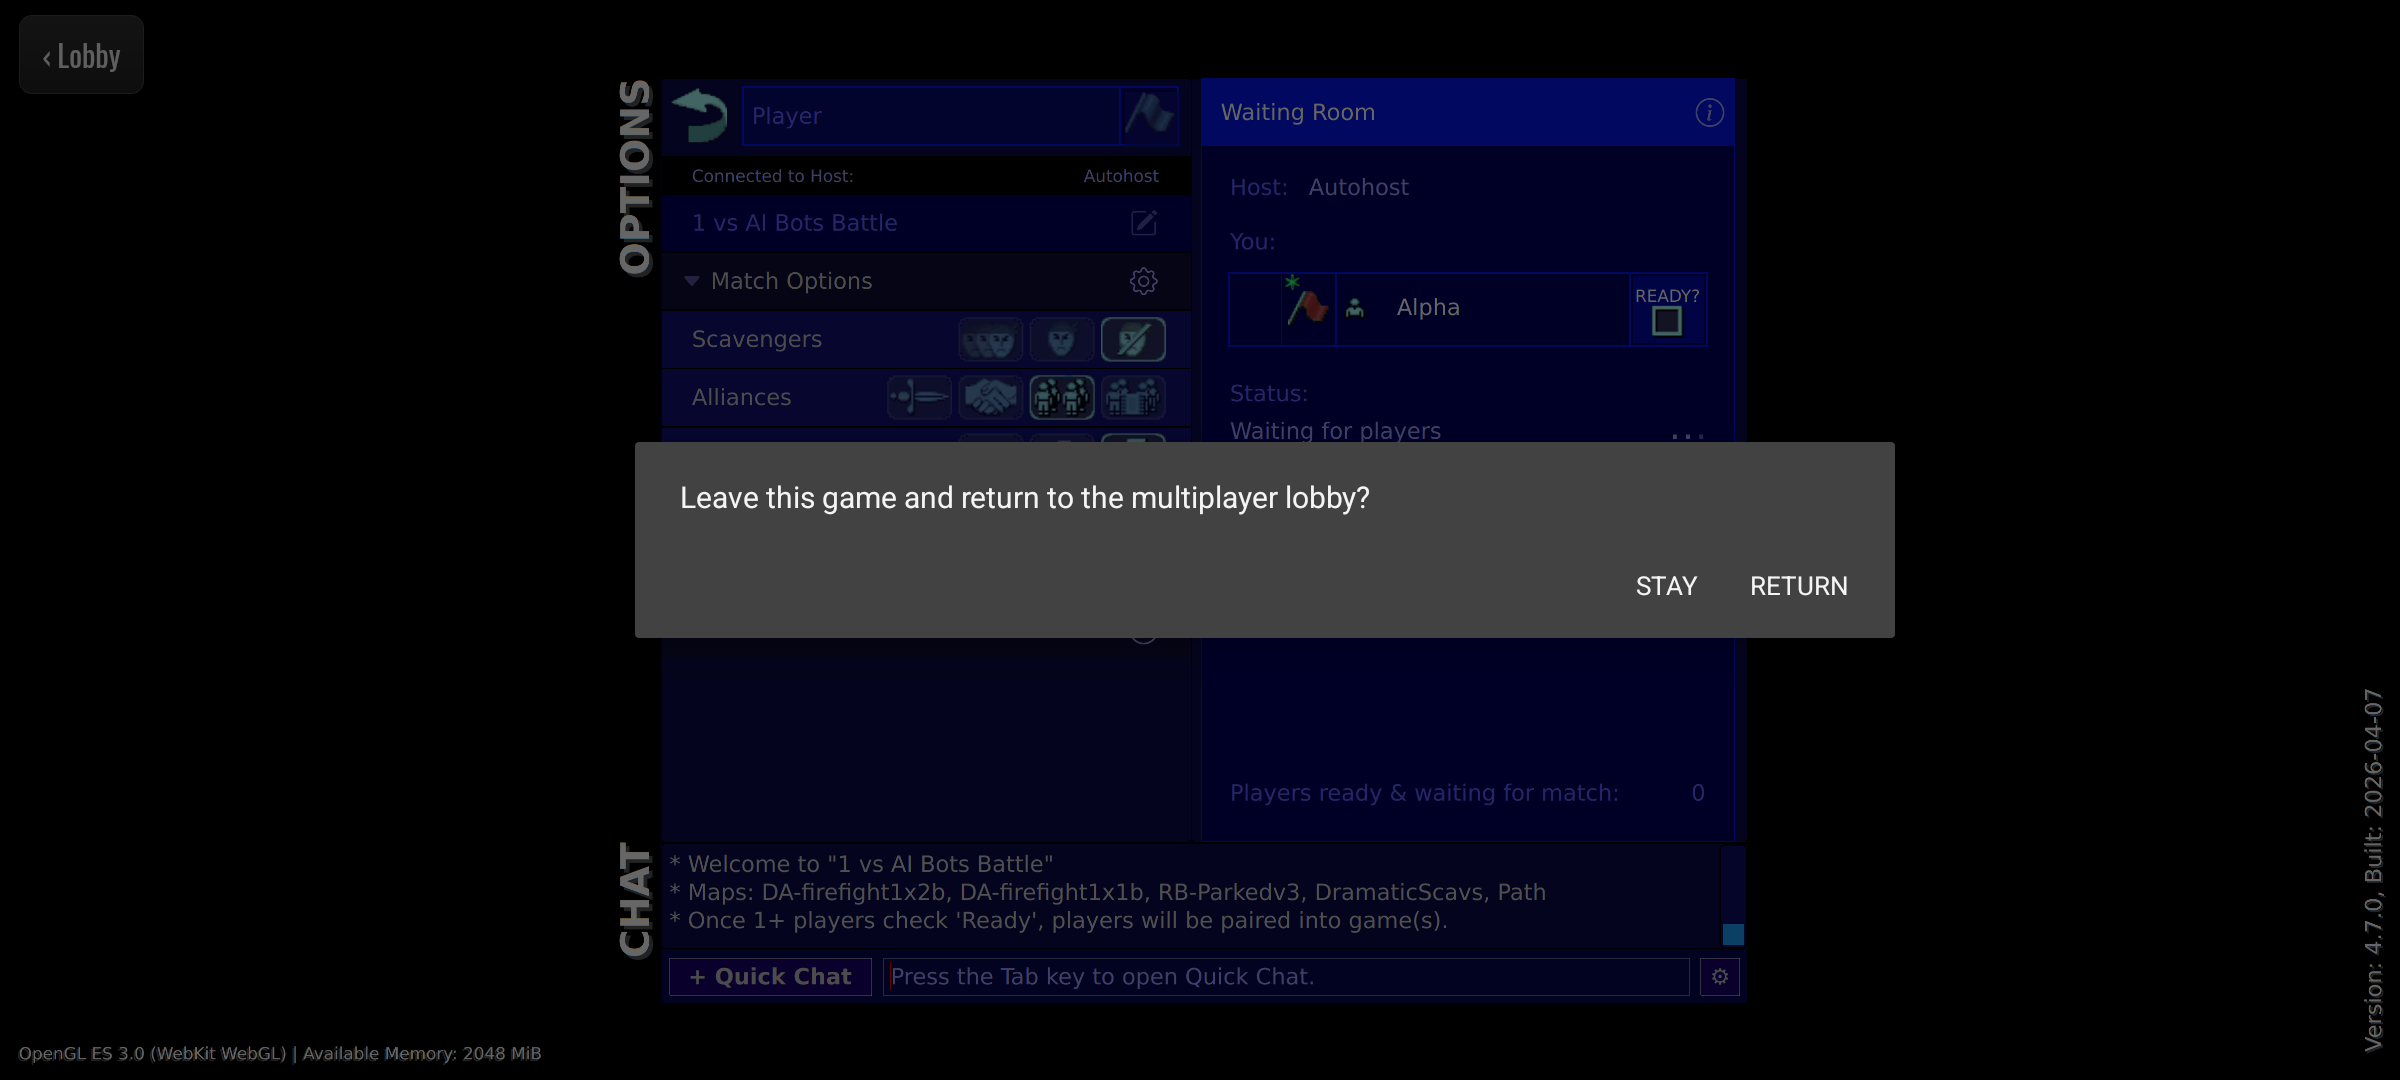 ‹ Lobby
OPTIONS
Player
Connected to Host: Autohost
1 vs AI Bots Battle
Match Options
Scavengers
Alliances
Waiting Room
Host: Autohost
You:
Alpha
READY?
Status:
Waiting for players ...
Leave this game and return to the multiplayer lobby?
STAY RETURN
Players ready & waiting for match: 0
CHAT
* Welcome to "1 vs AI Bots Battle"
* Maps: DA-firefight1x2b, DA-firefight1x1b, RB-Parkedv3, DramaticScavs, Path
* Once 1+ players check 'Ready', players will be paired into game(s).
+ Quick Chat
Press the Tab key to open Quick Chat.
OpenGL ES 3.0 (WebKit WebGL) | Available Memory: 2048 MiB
Version: 4.7.0, Built: 2026-04-07